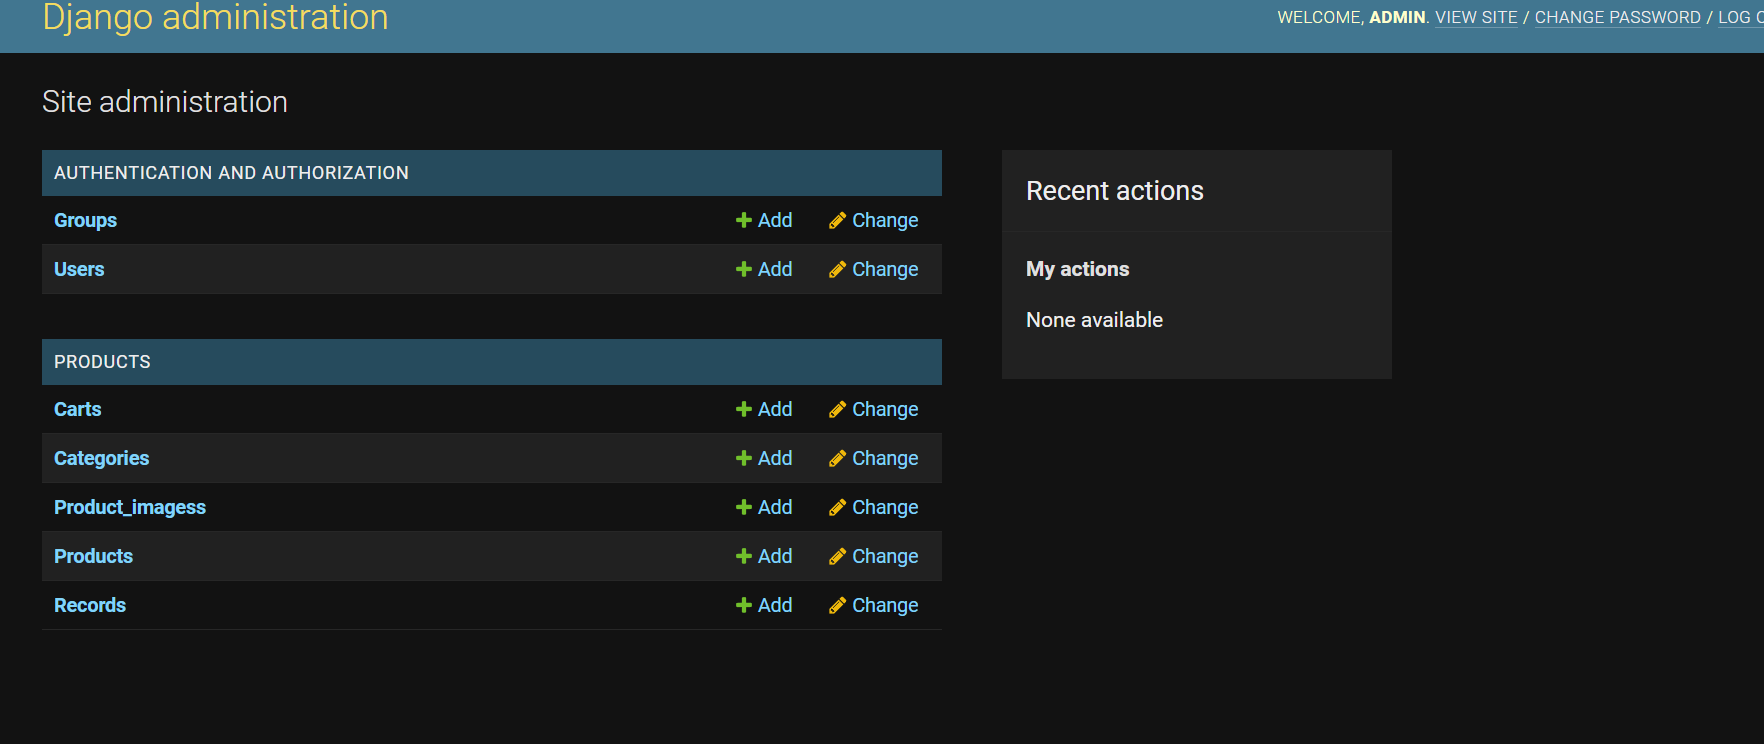 Django administration
WELCOME, ADMIN. VIEW SITE / CHANGE PASSWORD / LOG
Site administration
AUTHENTICATION AND AUTHORIZATION
Groups Add Change
Users Add Change
PRODUCTS
Carts Add Change
Categories Add Change
Product_imagess Add Change
Products Add Change
Records Add Change
Recent actions
My actions
None available